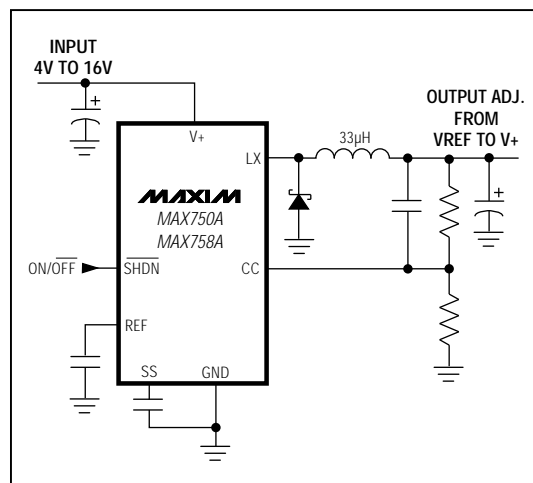 INPUT
4V TO 16V
OUTPUT ADJ.
FROM
VREF TO V+
+
V+
LX
33µH
+
MAXIM
MAX750A
MAX758A
ON/OFF
SHDN
CC
REF
SS
GND